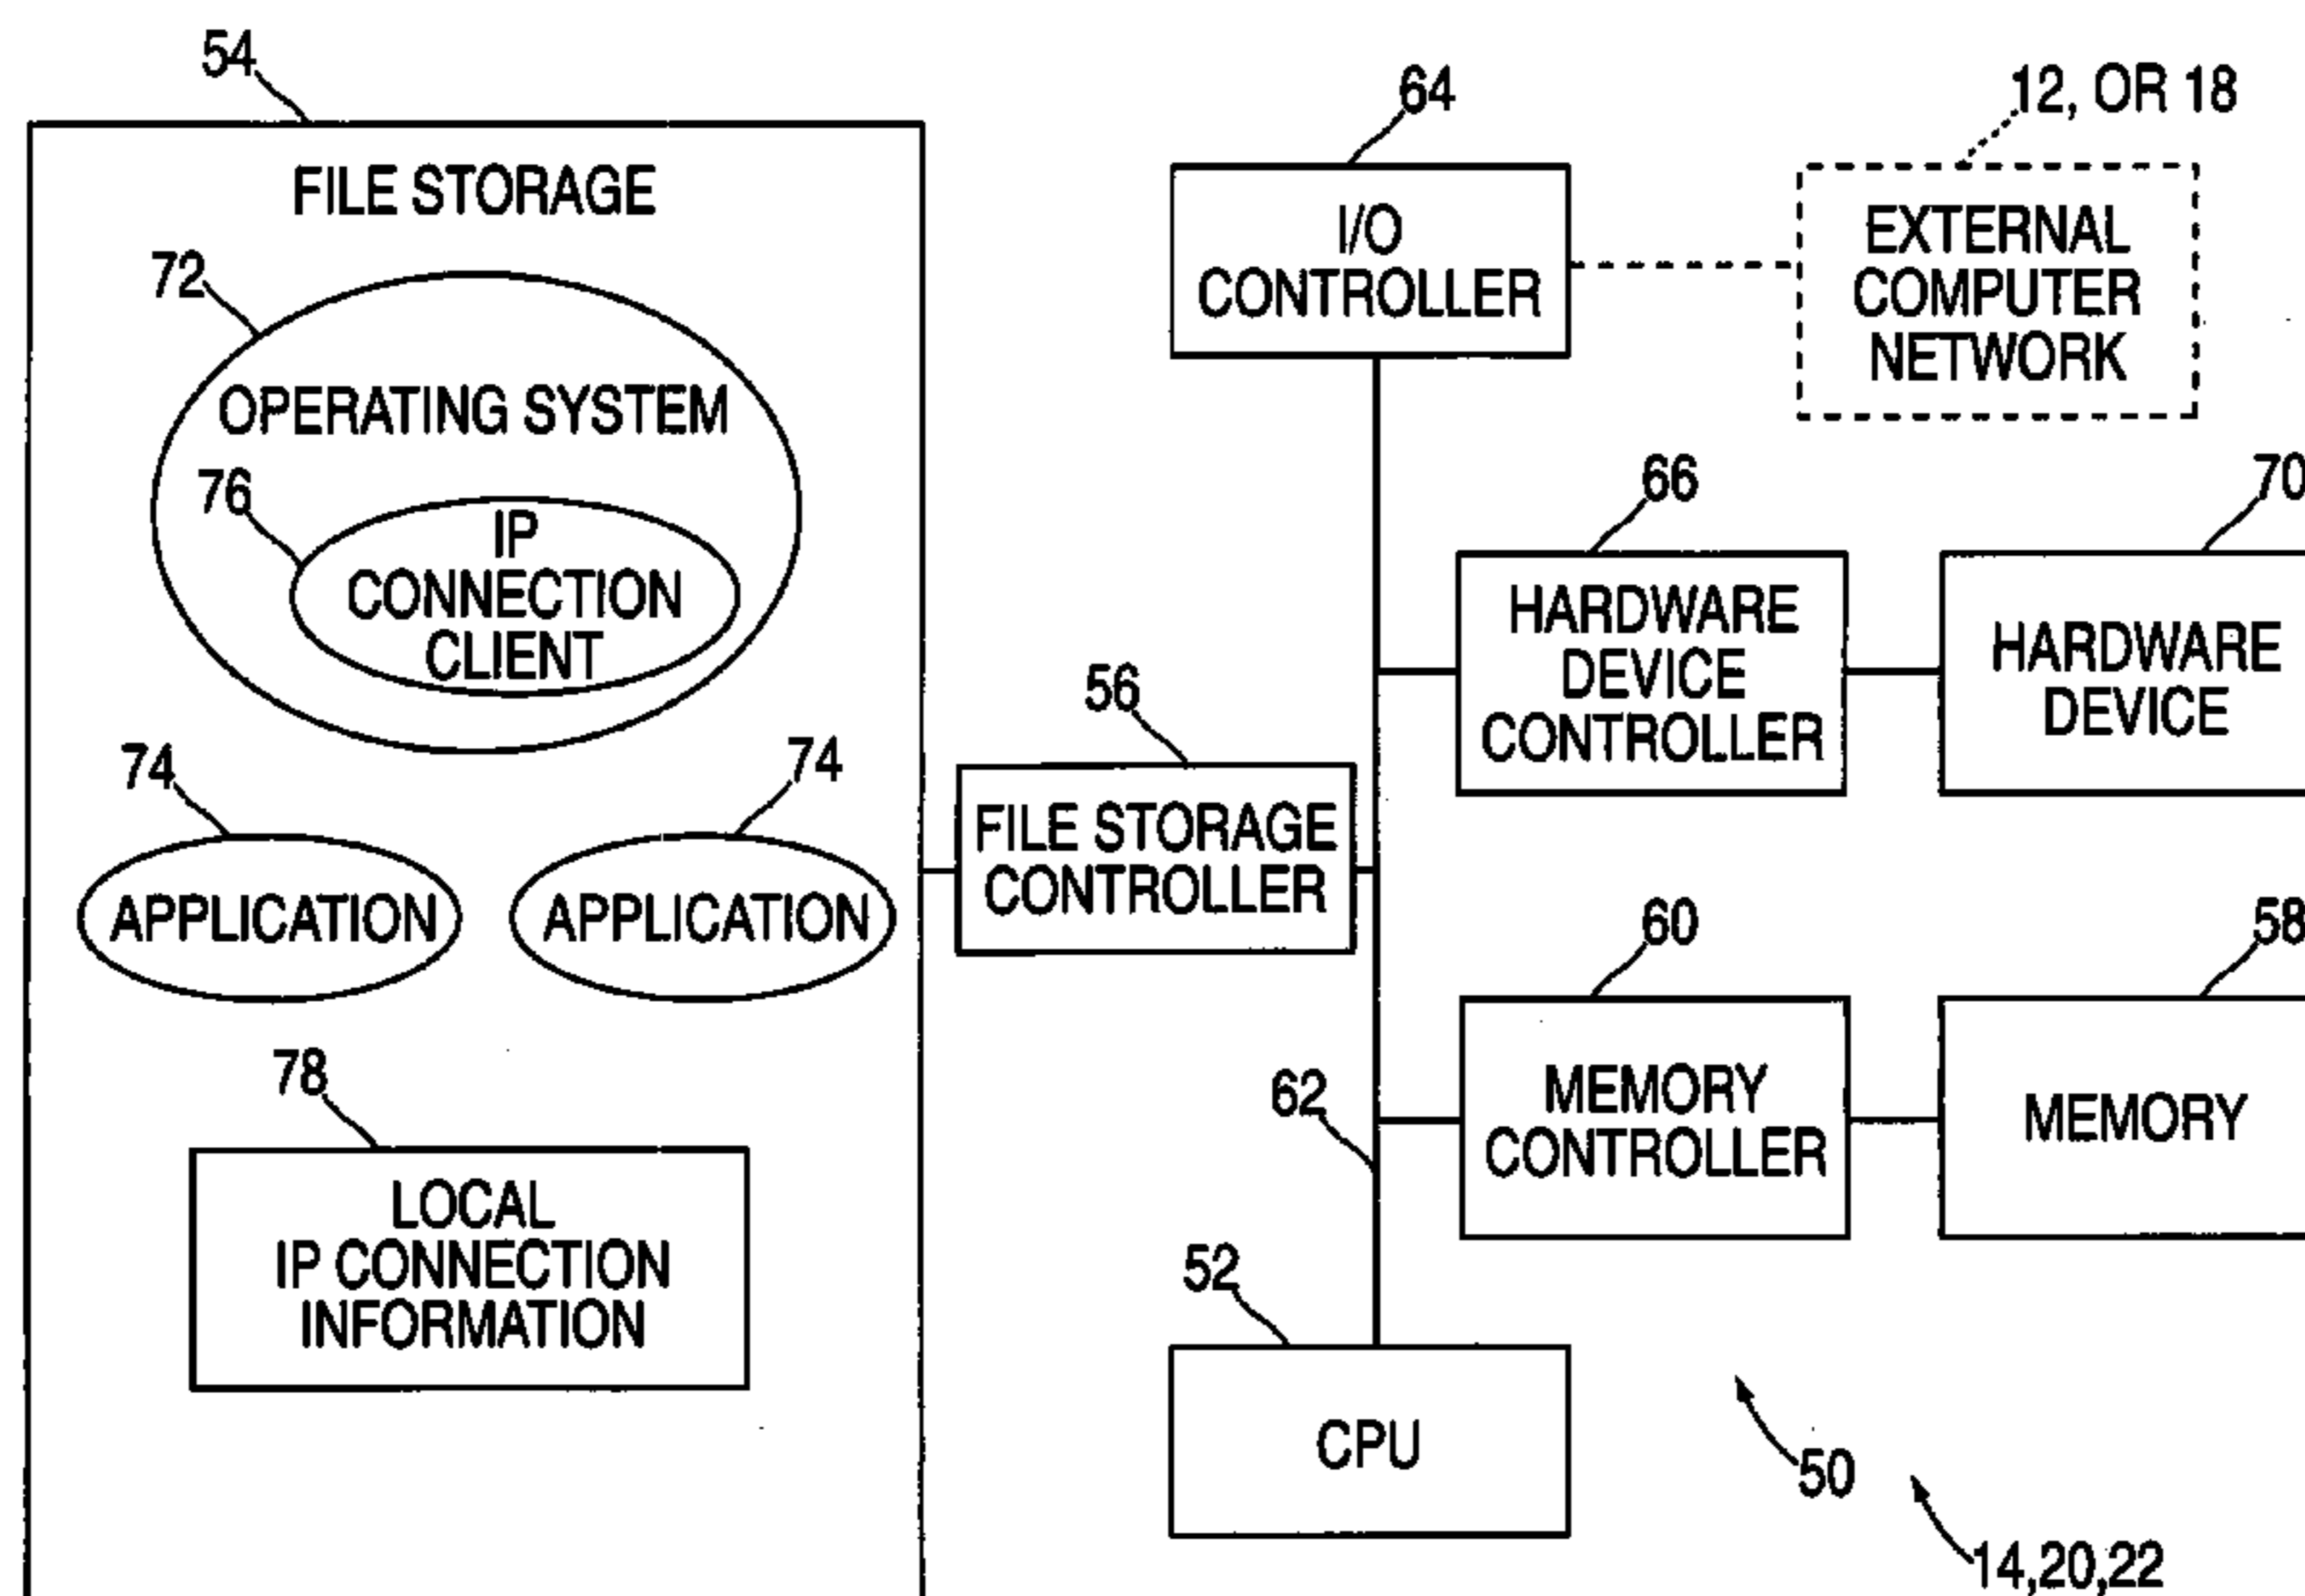 54
FILE STORAGE
72
OPERATING SYSTEM
76
IP
CONNECTION
CLIENT
74
74
APPLICATION
APPLICATION
78
LOCAL
IP CONNECTION
INFORMATION
56
FILE STORAGE
CONTROLLER
64
I/O
CONTROLLER
12, OR 18
EXTERNAL
COMPUTER
NETWORK
66
HARDWARE
DEVICE
CONTROLLER
70
HARDWARE
DEVICE
60
MEMORY
CONTROLLER
58
MEMORY
62
52
CPU
50
14,20,22